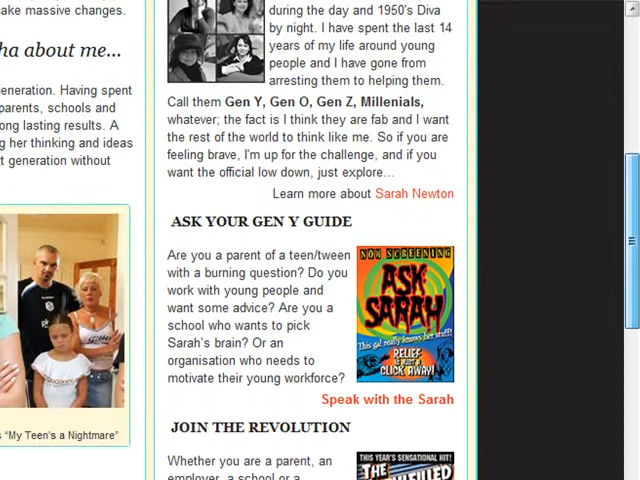 ake massive changes.
ha about me...
eneration. Having spent
parents, schools and
ong lasting results. A
g her thinking and ideas
t generation without
s “My Teen’s a Nightmare”
during the day and 1950's Diva
by night. I have spent the last 14
years of my life around young
people and I have gone from
arresting them to helping them.
Call them Gen Y, Gen O, Gen Z, Millenials,
whatever; the fact is I think they are fab and I want
the rest of the world to think like me. So if you are
feeling brave, I'm up for the challenge, and if you
want the official low down, just explore...
Learn more about Sarah Newton
ASK YOUR GEN Y GUIDE
Are you a parent of a teen/tween
with a burning question? Do you
work with young people and
want some advice? Are you a
school who wants to pick
Sarah's brain? Or an
organisation who needs to
motivate their young workforce?
NOW SCREENING
ASK
SARAH
This gal really knows her stuff!
RELIEF
IS JUST A
CLICK AWAY!
Speak with the Sarah
JOIN THE REVOLUTION
Whether you are a parent, an
employer, a school or a
THIS YEAR'S SENSATIONAL HIT!
THE